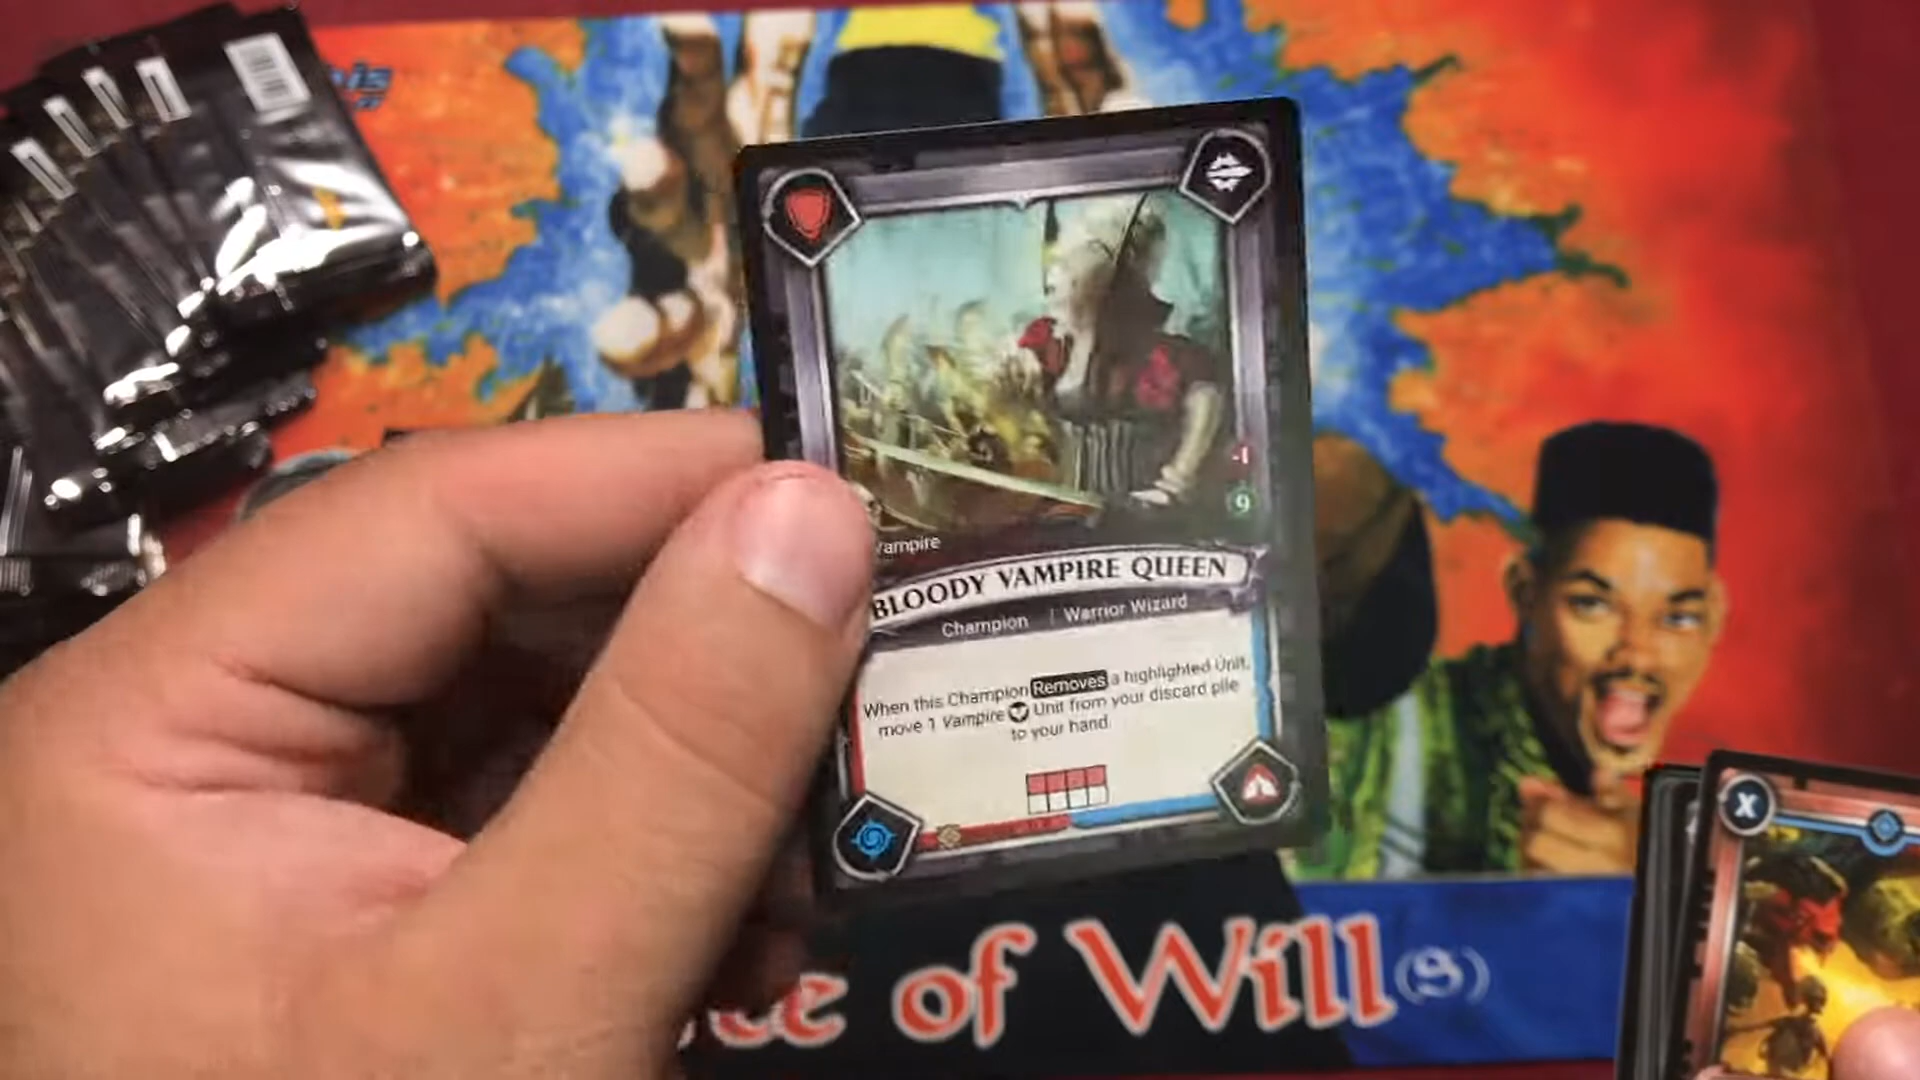 -1
9
Vampire
BLOODY VAMPIRE QUEEN
Champion | Warrior Wizard
When this Champion Removes a highlighted Unit,
move 1 Vampire Unit from your discard pile
to your hand.
X
of Will(s)